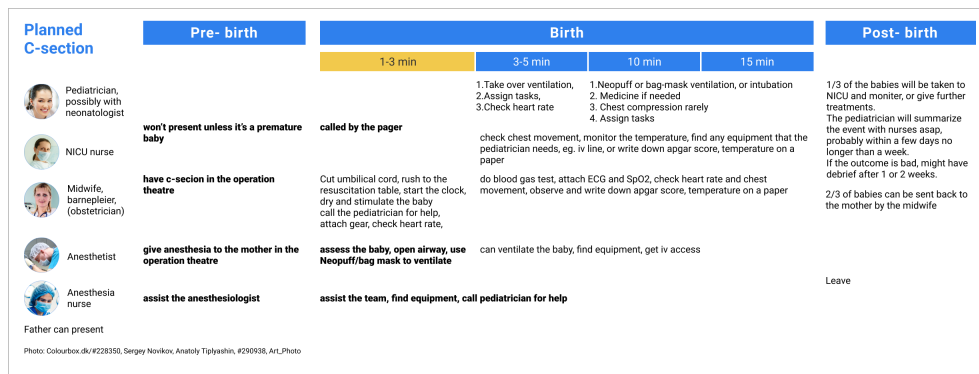 Planned
C-section
Pre- birth
Birth
Post- birth
1-3 min
3-5 min
10 min
15 min
Pediatrician,
possibly with
neonatologist
1.Take over ventilation,
2.Assign tasks,
3.Check heart rate
1.Neopuff or bag-mask ventilation, or intubation
2. Medicine if needed
3. Chest compression rarely
4. Assign tasks
1/3 of the babies will be taken to
NICU and moniter, or give further
treatments.
The pediatrician will summarize
the event with nurses asap,
probably within a few days no
longer than a week.
If the outcome is bad, might have
debrief after 1 or 2 weeks.
2/3 of babies can be sent back to
the mother by the midwife
won't present unless it's a premature
baby
called by the pager
NICU nurse
check chest movement, monitor the temperature, find any equipment that the
pediatrician needs, eg. iv line, or write down apgar score, temperature on a
paper
Midwife,
barnepleier,
(obstetrician)
have c-secion in the operation
theatre
Cut umbilical cord, rush to the
resuscitation table, start the clock,
dry and stimulate the baby
call the pediatrician for help,
attach gear, check heart rate,
do blood gas test, attach ECG and SpO2, check heart rate and chest
movement, observe and write down apgar score, temperature on a paper
Anesthetist
give anesthesia to the mother in the
operation theatre
assess the baby, open airway, use
Neopuff/bag mask to ventilate
can ventilate the baby, find equipment, get iv access
Leave
Anesthesia
nurse
assist the anesthesiologist
assist the team, find equipment, call pediatrician for help
Father can present
Photo: Colourbox.dk/#228350, Sergey Novikov, Anatoly Tiplyashin, #290938, Art_Photo